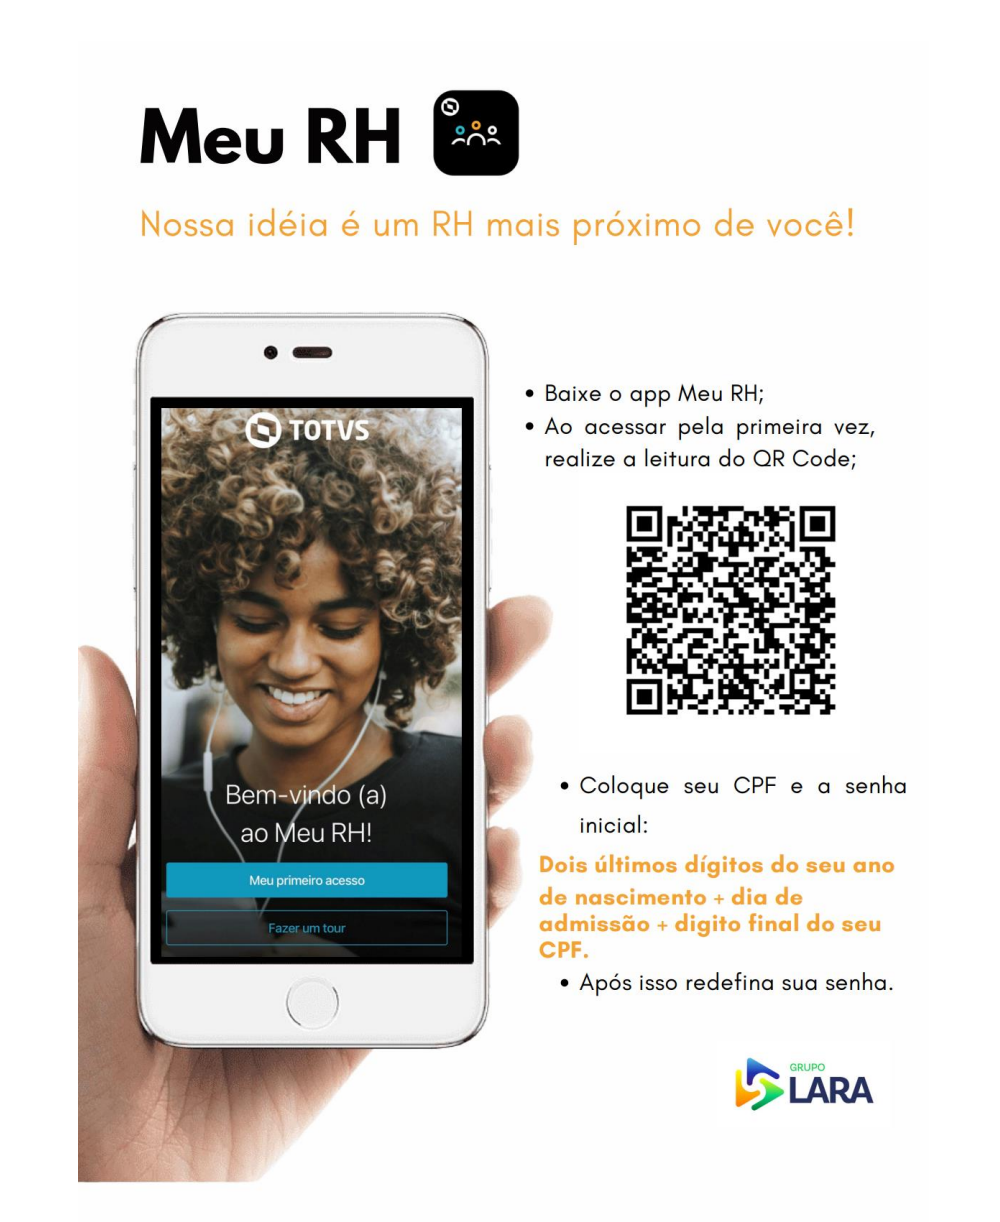 Meu RH
Nossa idéia é um RH mais próximo de você!
TOTVS
Bem-vindo (a)
ao Meu RH!
Meu primeiro acesso
Fazer um tour
• Baixe o app Meu RH;
• Ao acessar pela primeira vez,
realize a leitura do QR Code;
• Coloque seu CPF e a senha
inicial:
Dois últimos dígitos do seu ano
de nascimento + dia de
admissão + digito final do seu
CPF.
• Após isso redefina sua senha.
GRUPO
LARA